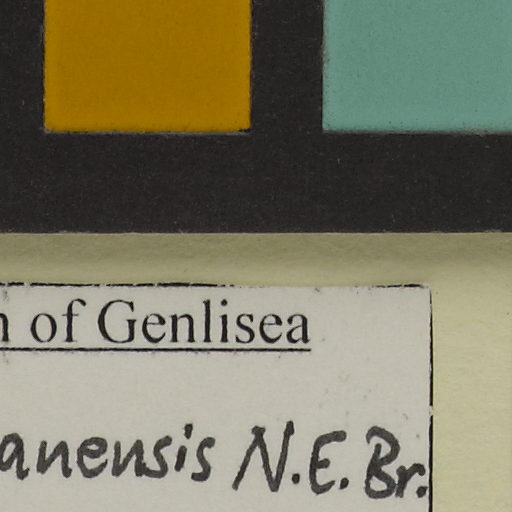 n of Genlisea
anensis N.E.Br.